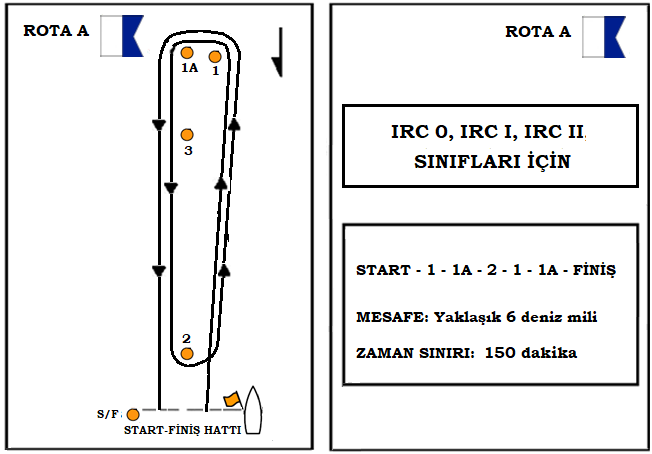 ROTA A
1A
1
3
2
S/F
START-FİNİŞ HATTI
ROTA A
IRC 0, IRC I, IRC II
SINIFLARI İÇİN
START - 1 - 1A - 2 - 1 - 1A - FİNİŞ
MESAFE: Yaklaşık 6 deniz mili
ZAMAN SINIRI: 150 dakika